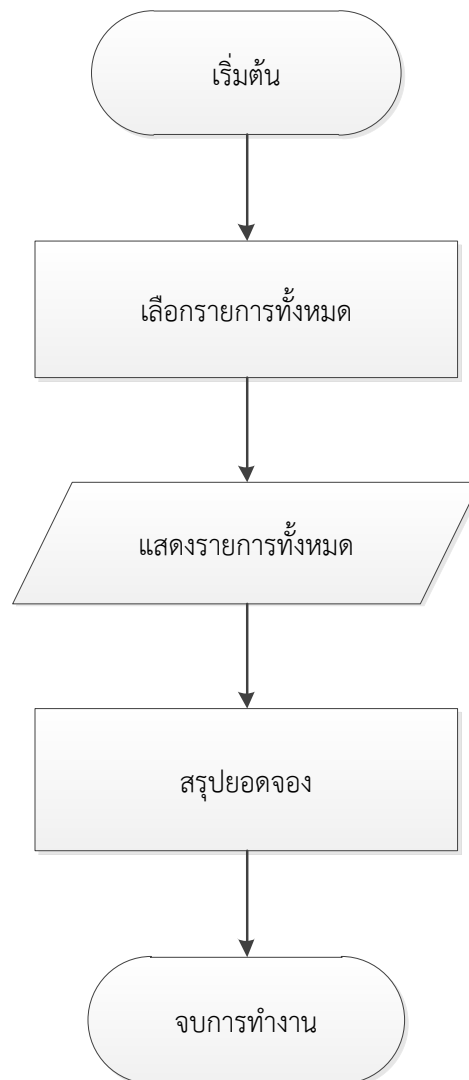 เริ่มต้น
เลือกรายการทั้งหมด
แสดงรายการทั้งหมด
สรุปยอดจอง
จบการทำงาน